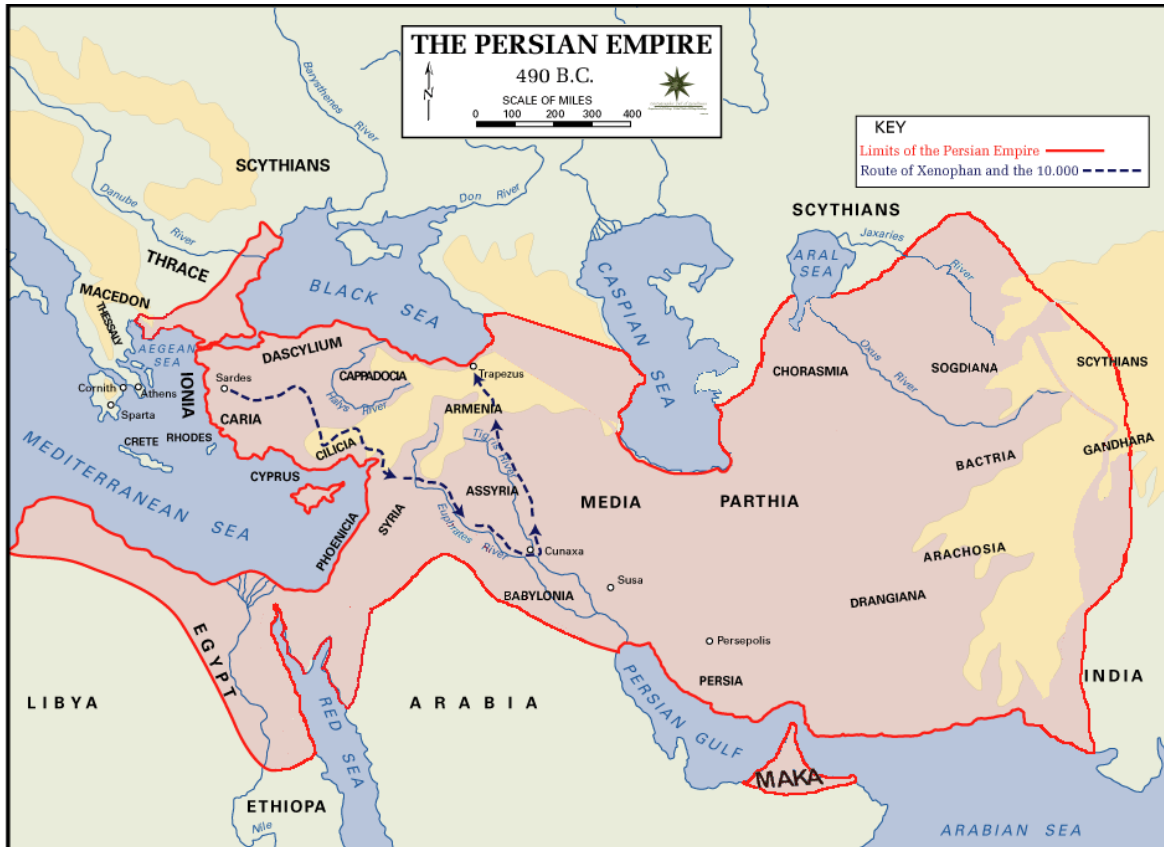 THE PERSIAN EMPIRE
490 B.C.
N
SCALE OF MILES
0 100 200 300 400
KEY
Limits of the Persian Empire
Route of Xenophan and the 10.000
Barysthenes River
SCYTHIANS
Danube River
Don River
SCYTHIANS
Jaxaries River
THRACE
ARAL SEA
CASPIAN SEA
MACEDON
BLACK SEA
THESSALY
AEGEAN SEA
DASCYLIUM
Oxus River
SOGDIANA
SCYTHIANS
CHORASMIA
Trapezus
CAPPADOCIA
Halys River
IONIA
Sardes
Cornith
Athens
Sparta
CARIA
ARMENIA
CRETE
RHODES
CILICIA
Tigris River
GANDHARA
BACTRIA
MEDITERRANEAN SEA
CYPRUS
ASSYRIA
MEDIA
PARTHIA
SYRIA
Euphrates River
PHOENICIA
Cunaxa
ARACHOSIA
Susa
BABYLONIA
DRANGIANA
EGYPT
Persepolis
PERSIA
INDIA
LIBYA
ARABIA
RED SEA
PERSIAN GULF
MAKA
ETHIOPA
Nile
ARABIAN SEA